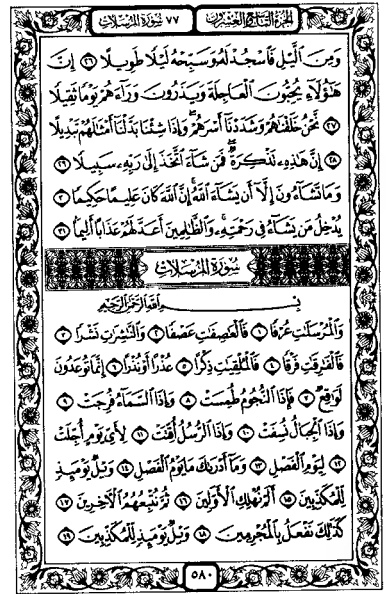 الجزء التاسع والعشرون ٧٧ سورة المرسلات
وَمِنَ ٱلَّيْلِ فَٱسْجُدْ لَهُۥ وَسَبِّحْهُ لَيْلًا طَوِيلًا ٢٦ إِنَّ
هَٰٓؤُلَآءِ يُحِبُّونَ ٱلْعَاجِلَةَ وَيَذَرُونَ وَرَآءَهُمْ يَوْمًا ثَقِيلًا
٢٧ نَّحْنُ خَلَقْنَٰهُمْ وَشَدَدْنَآ أَسْرَهُمْ وَإِذَا شِئْنَا بَدَّلْنَآ أَمْثَٰلَهُمْ تَبْدِيلًا
٢٨ إِنَّ هَٰذِهِۦ تَذْكِرَةٌ فَمَن شَآءَ ٱتَّخَذَ إِلَىٰ رَبِّهِۦ سَبِيلًا ٢٩
وَمَا تَشَآءُونَ إِلَّآ أَن يَشَآءَ ٱللَّهُ إِنَّ ٱللَّهَ كَانَ عَلِيمًا حَكِيمًا ٣٠
يُدْخِلُ مَن يَشَآءُ فِى رَحْمَتِهِۦ وَٱلظَّٰلِمِينَ أَعَدَّ لَهُمْ عَذَابًا أَلِيمًۢا ٣١
سُورَةُ المُرْسَلَات
بِسْمِ ٱللَّهِ ٱلرَّحْمَٰنِ ٱلرَّحِيمِ
وَٱلْمُرْسَلَٰتِ عُرْفًا ١ فَٱلْعَٰصِفَٰتِ عَصْفًا ٢ وَٱلنَّٰشِرَٰتِ نَشْرًا ٣
فَٱلْفَٰرِقَٰتِ فَرْقًا ٤ فَٱلْمُلْقِيَٰتِ ذِكْرًا ٥ عُذْرًا أَوْ نُذْرًا ٦ إِنَّمَا تُوعَدُونَ
لَوَٰقِعٌ ٧ فَإِذَا ٱلنُّجُومُ طُمِسَتْ ٨ وَإِذَا ٱلسَّمَآءُ فُرِجَتْ ٩
وَإِذَا ٱلْجِبَالُ نُسِفَتْ ١٠ وَإِذَا ٱلرُّسُلُ أُقِّتَتْ ١١ لِأَىِّ يَوْمٍ أُجِّلَتْ
١٢ لِيَوْمِ ٱلْفَصْلِ ١٣ وَمَآ أَدْرَىٰكَ مَا يَوْمُ ٱلْفَصْلِ ١٤ وَيْلٌ يَوْمَئِذٍ
لِّلْمُكَذِّبِينَ ١٥ أَلَمْ نُهْلِكِ ٱلْأَوَّلِينَ ١٦ ثُمَّ نُتْبِعُهُمُ ٱلْءَاخِرِينَ ١٧
كَذَٰلِكَ نَفْعَلُ بِٱلْمُجْرِمِينَ ١٨ وَيْلٌ يَوْمَئِذٍ لِّلْمُكَذِّبِينَ ١٩
٥٨٠